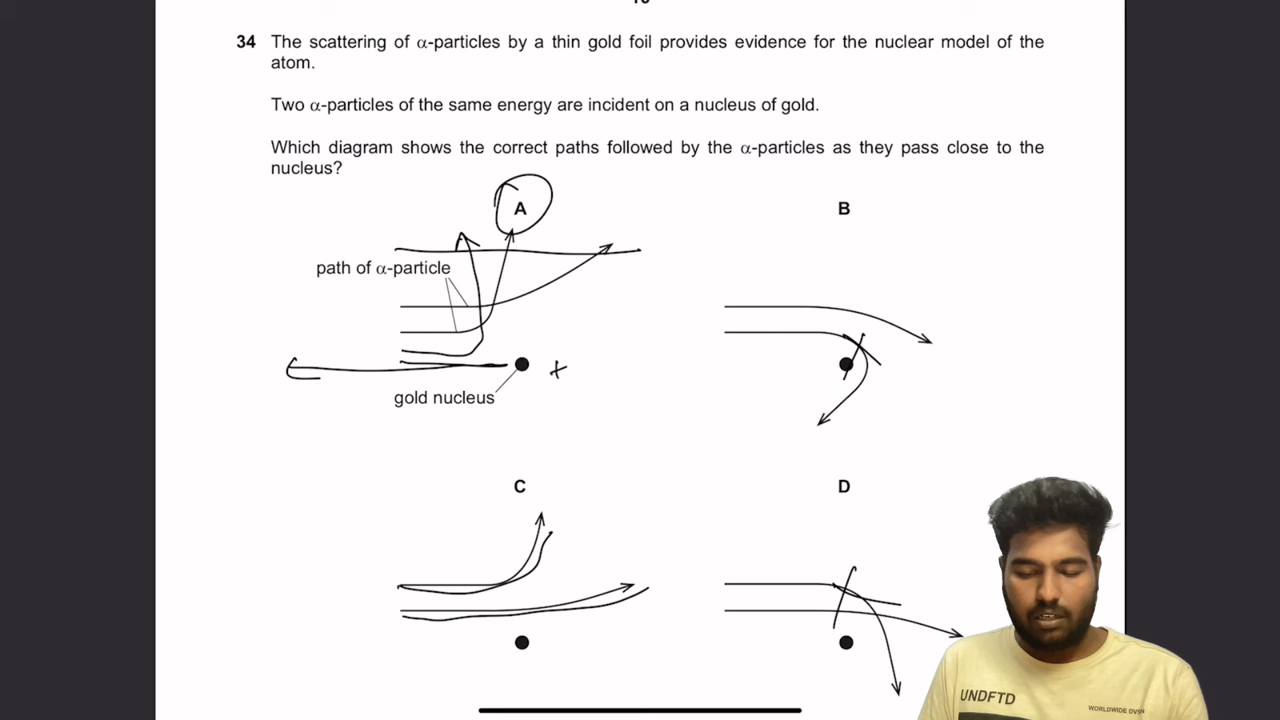 34 The scattering of α-particles by a thin gold foil provides evidence for the nuclear model of the
atom.
Two α-particles of the same energy are incident on a nucleus of gold.
Which diagram shows the correct paths followed by the α-particles as they pass close to the
nucleus?
A
B
path of α-particle
+
gold nucleus
C
D
UNDFTD